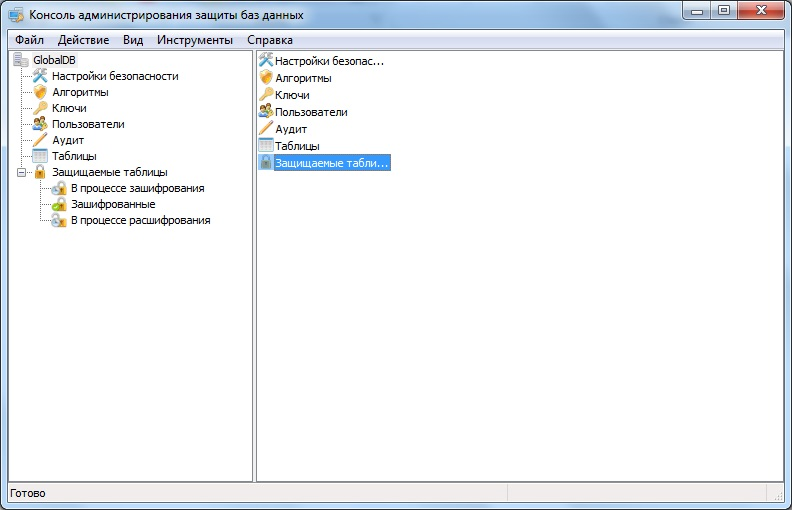 Консоль администрирования защиты баз данных
Файл Действие Вид Инструменты Справка
GlobalDB
Настройки безопасности
Алгоритмы
Ключи
Пользователи
Аудит
Таблицы
Защищаемые таблицы
В процессе зашифрования
Зашифрованные
В процессе расшифрования
Настройки безопас...
Алгоритмы
Ключи
Пользователи
Аудит
Таблицы
Защищаемые табли...
Готово